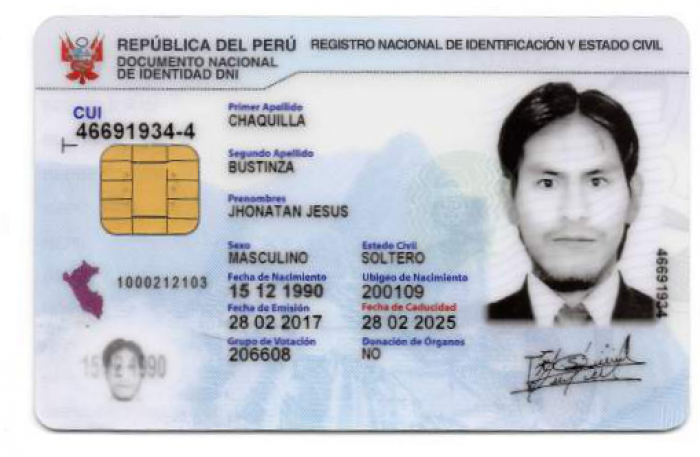 REPÚBLICA DEL PERÚ REGISTRO NACIONAL DE IDENTIFICACIÓN Y ESTADO CIVIL
DOCUMENTO NACIONAL
DE IDENTIDAD DNI
CUI
46691934-4
Primer Apellido
CHAQUILLA
Segundo Apellido
BUSTINZA
Prenombres
JHONATAN JESUS
Sexo Estado Civil
MASCULINO SOLTERO
Fecha de Nacimiento Ubigeo de Nacimiento
15 12 1990 200109
Fecha de Emisión Fecha de Caducidad
28 02 2017 28 02 2025
Grupo de Votación Donación de Órganos
206608 NO
1000212103
46691934